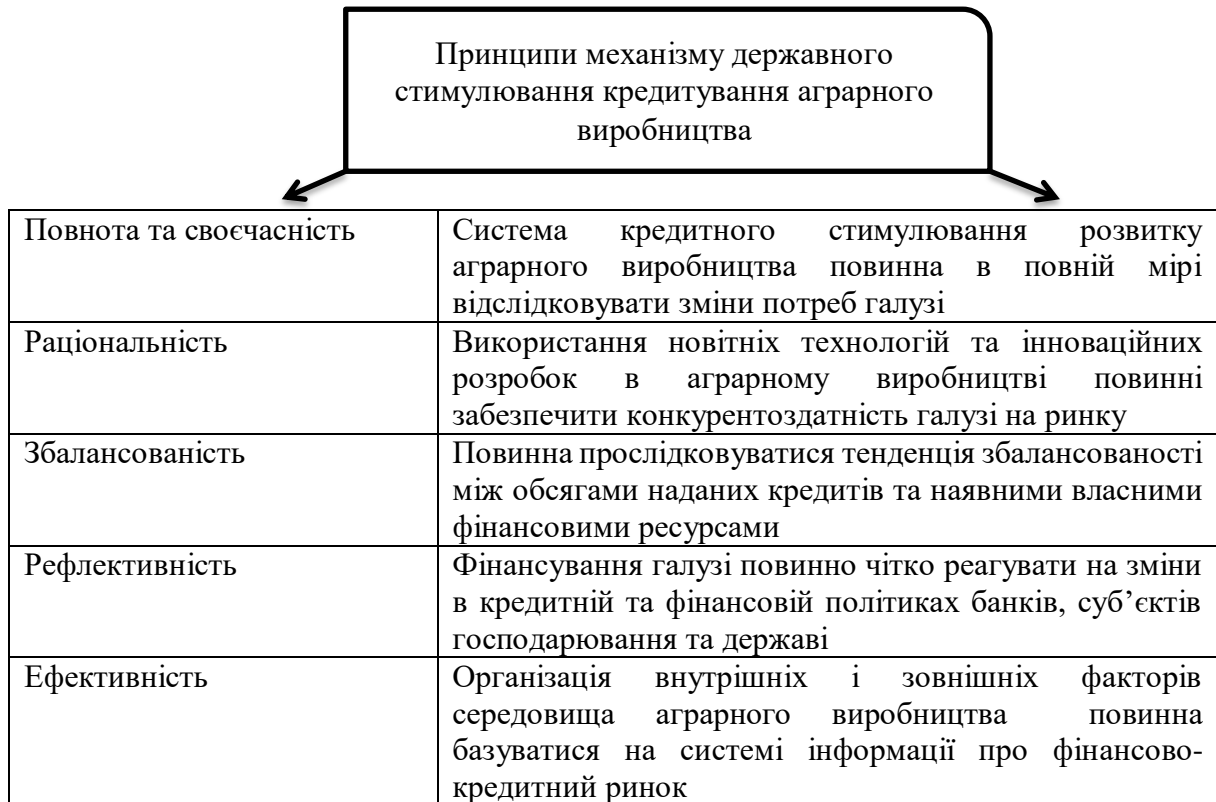 Принципи механізму державного
стимулювання кредитування аграрного
виробництва
Повнота та своєчасність
Система кредитного стимулювання розвитку
аграрного виробництва повинна в повній мірі
відслідковувати зміни потреб галузі
Раціональність
Використання новітніх технологій та інноваційних
розробок в аграрному виробництві повинні
забезпечити конкурентоздатність галузі на ринку
Збалансованість
Повинна прослідковуватися тенденція збалансованості
між обсягами наданих кредитів та наявними власними
фінансовими ресурсами
Рефлективність
Фінансування галузі повинно чітко реагувати на зміни
в кредитній та фінансовій політиках банків, суб’єктів
господарювання та державі
Ефективність
Організація внутрішніх і зовнішніх факторів
середовища аграрного виробництва повинна
базуватися на системі інформації про фінансово-
кредитний ринок